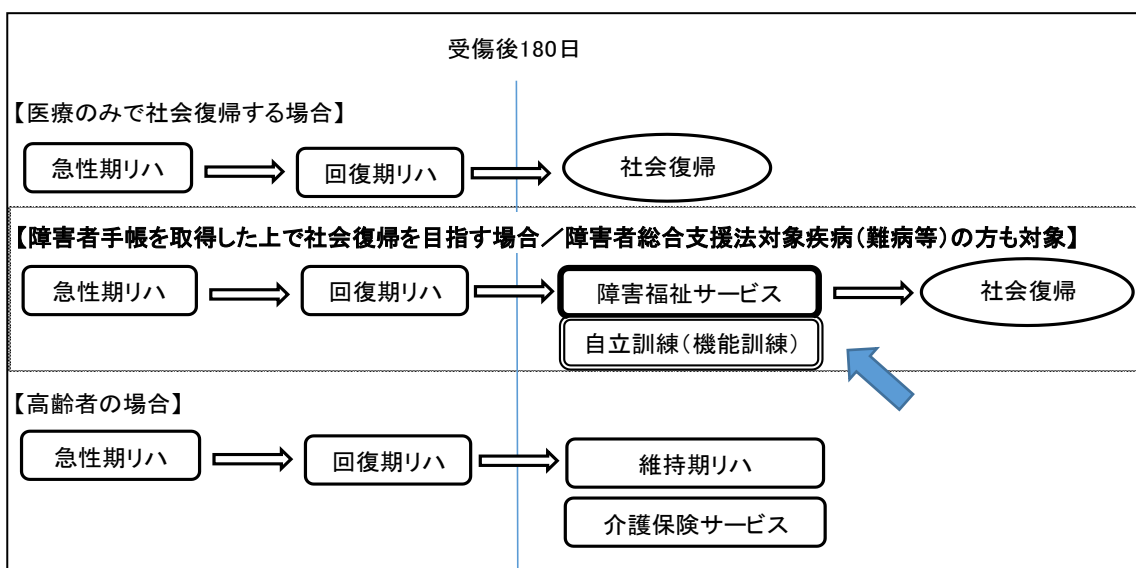 受傷後180日
【医療のみで社会復帰する場合】
急性期リハ
回復期リハ
社会復帰
【障害者手帳を取得した上で社会復帰を目指す場合/障害者総合支援法対象疾病(難病等)の方も対象】
急性期リハ
回復期リハ
障害福祉サービス
社会復帰
自立訓練(機能訓練)
【高齢者の場合】
急性期リハ
回復期リハ
維持期リハ
介護保険サービス